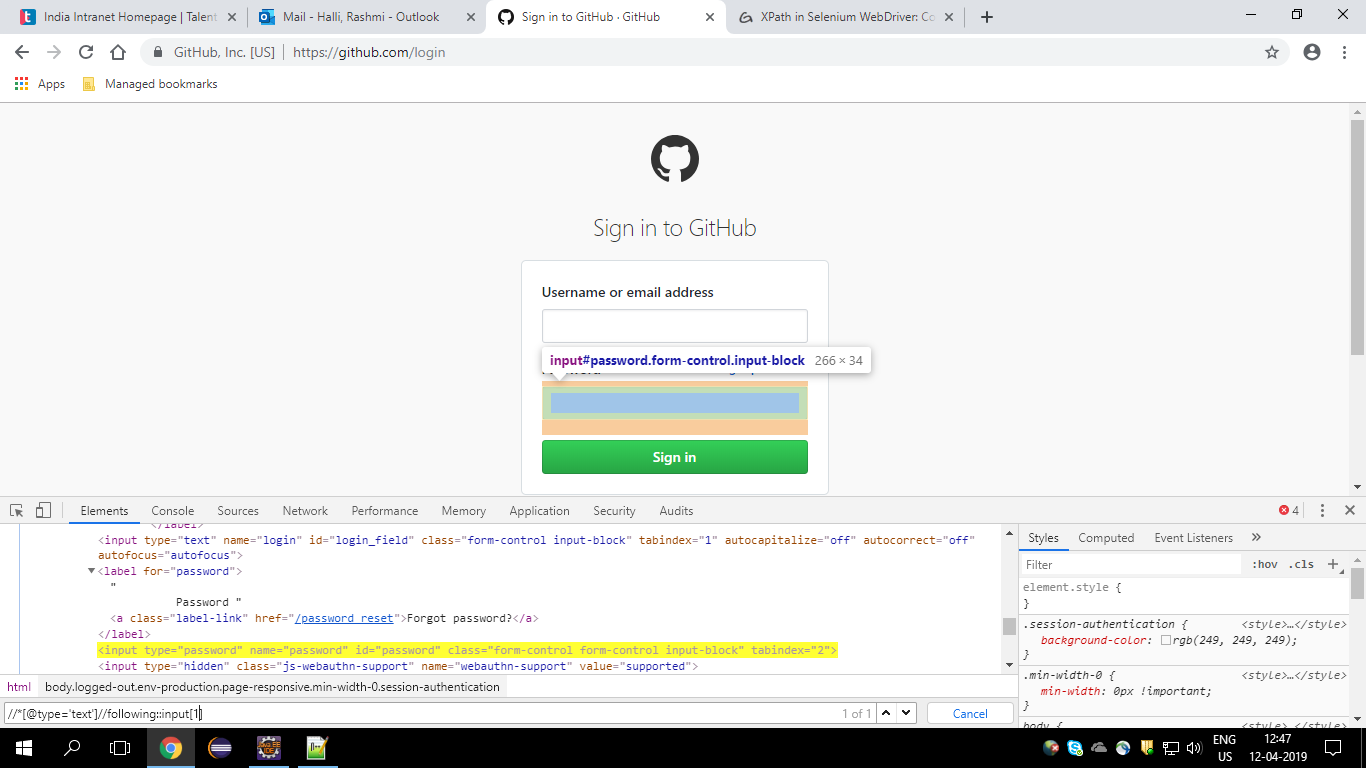 India Intranet Homepage | Talent
Mail - Halli, Rashmi - Outlook
Sign in to GitHub · GitHub
XPath in Selenium WebDriver: Co
GitHub, Inc. [US] https://github.com/login
Apps Managed bookmarks
Sign in to GitHub
Username or email address
input#password.form-control.input-block 266 × 34
Sign in
Elements Console Sources Network Performance Memory Application Security Audits 4
</label>
<input type="text" name="login" id="login_field" class="form-control input-block" tabindex="1" autocapitalize="off" autocorrect="off"
autofocus="autofocus">
▼<label for="password">
"
Password "
<a class="label-link" href="/password_reset">Forgot password?</a>
</label>
<input type="password" name="password" id="password" class="form-control form-control input-block" tabindex="2">
<input type="hidden" class="js-webauthn-support" name="webauthn-support" value="supported">
html body.logged-out.env-production.page-responsive.min-width-0.session-authentication
//*[@type='text']//following::input[1] 1 of 1 Cancel
Styles Computed Event Listeners »
Filter :hov .cls +
element.style {
}
.session-authentication { <style>…</style>
background-color: rgb(249, 249, 249);
}
.min-width-0 { <style>…</style>
min-width: 0px !important;
}
body { <style>…</style>
ENG
US
12:47
12-04-2019